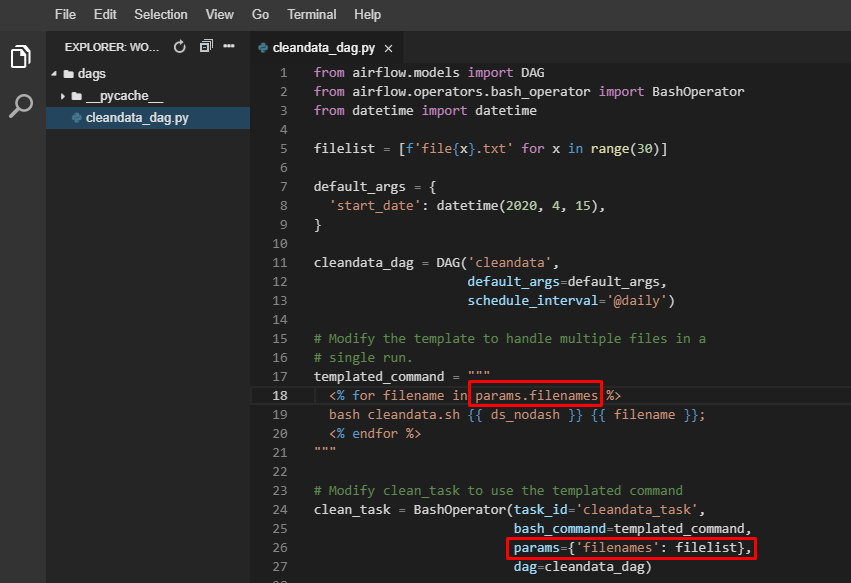 File Edit Selection View Go Terminal Help
EXPLORER: WO...
cleandata_dag.py
dags
__pycache__
cleandata_dag.py
1 from airflow.models import DAG
2 from airflow.operators.bash_operator import BashOperator
3 from datetime import datetime
4
5 filelist = [f'file{x}.txt' for x in range(30)]
6
7 default_args = {
8   'start_date': datetime(2020, 4, 15),
9 }
10
11 cleandata_dag = DAG('cleandata',
12                     default_args=default_args,
13                     schedule_interval='@daily')
14
15 # Modify the template to handle multiple files in a
16 # single run.
17 templated_command = """
18   <% for filename in params.filenames %>
19   bash cleandata.sh {{ ds_nodash }} {{ filename }};
20   <% endfor %>
21 """
22
23 # Modify clean_task to use the templated command
24 clean_task = BashOperator(task_id='cleandata_task',
25                           bash_command=templated_command,
26                           params={'filenames': filelist},
27                           dag=cleandata_dag)